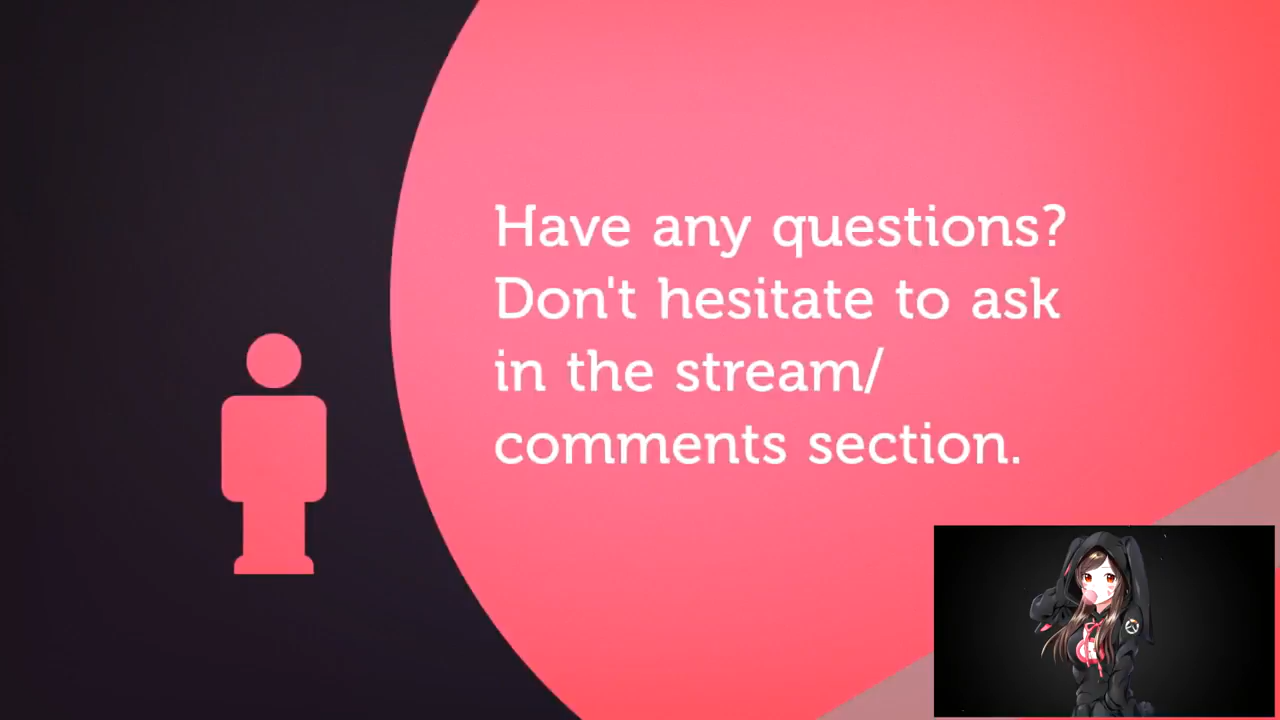 Have any questions?
Don't hesitate to ask
in the stream/
comments section.